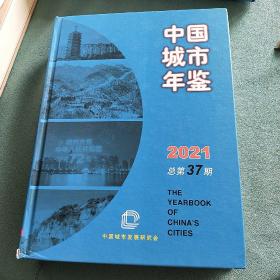 中国
城市
年鉴
2021
总第37期
THE
YEARBOOK
OF
CHINA'S
CITIES
中国城市发展研究会